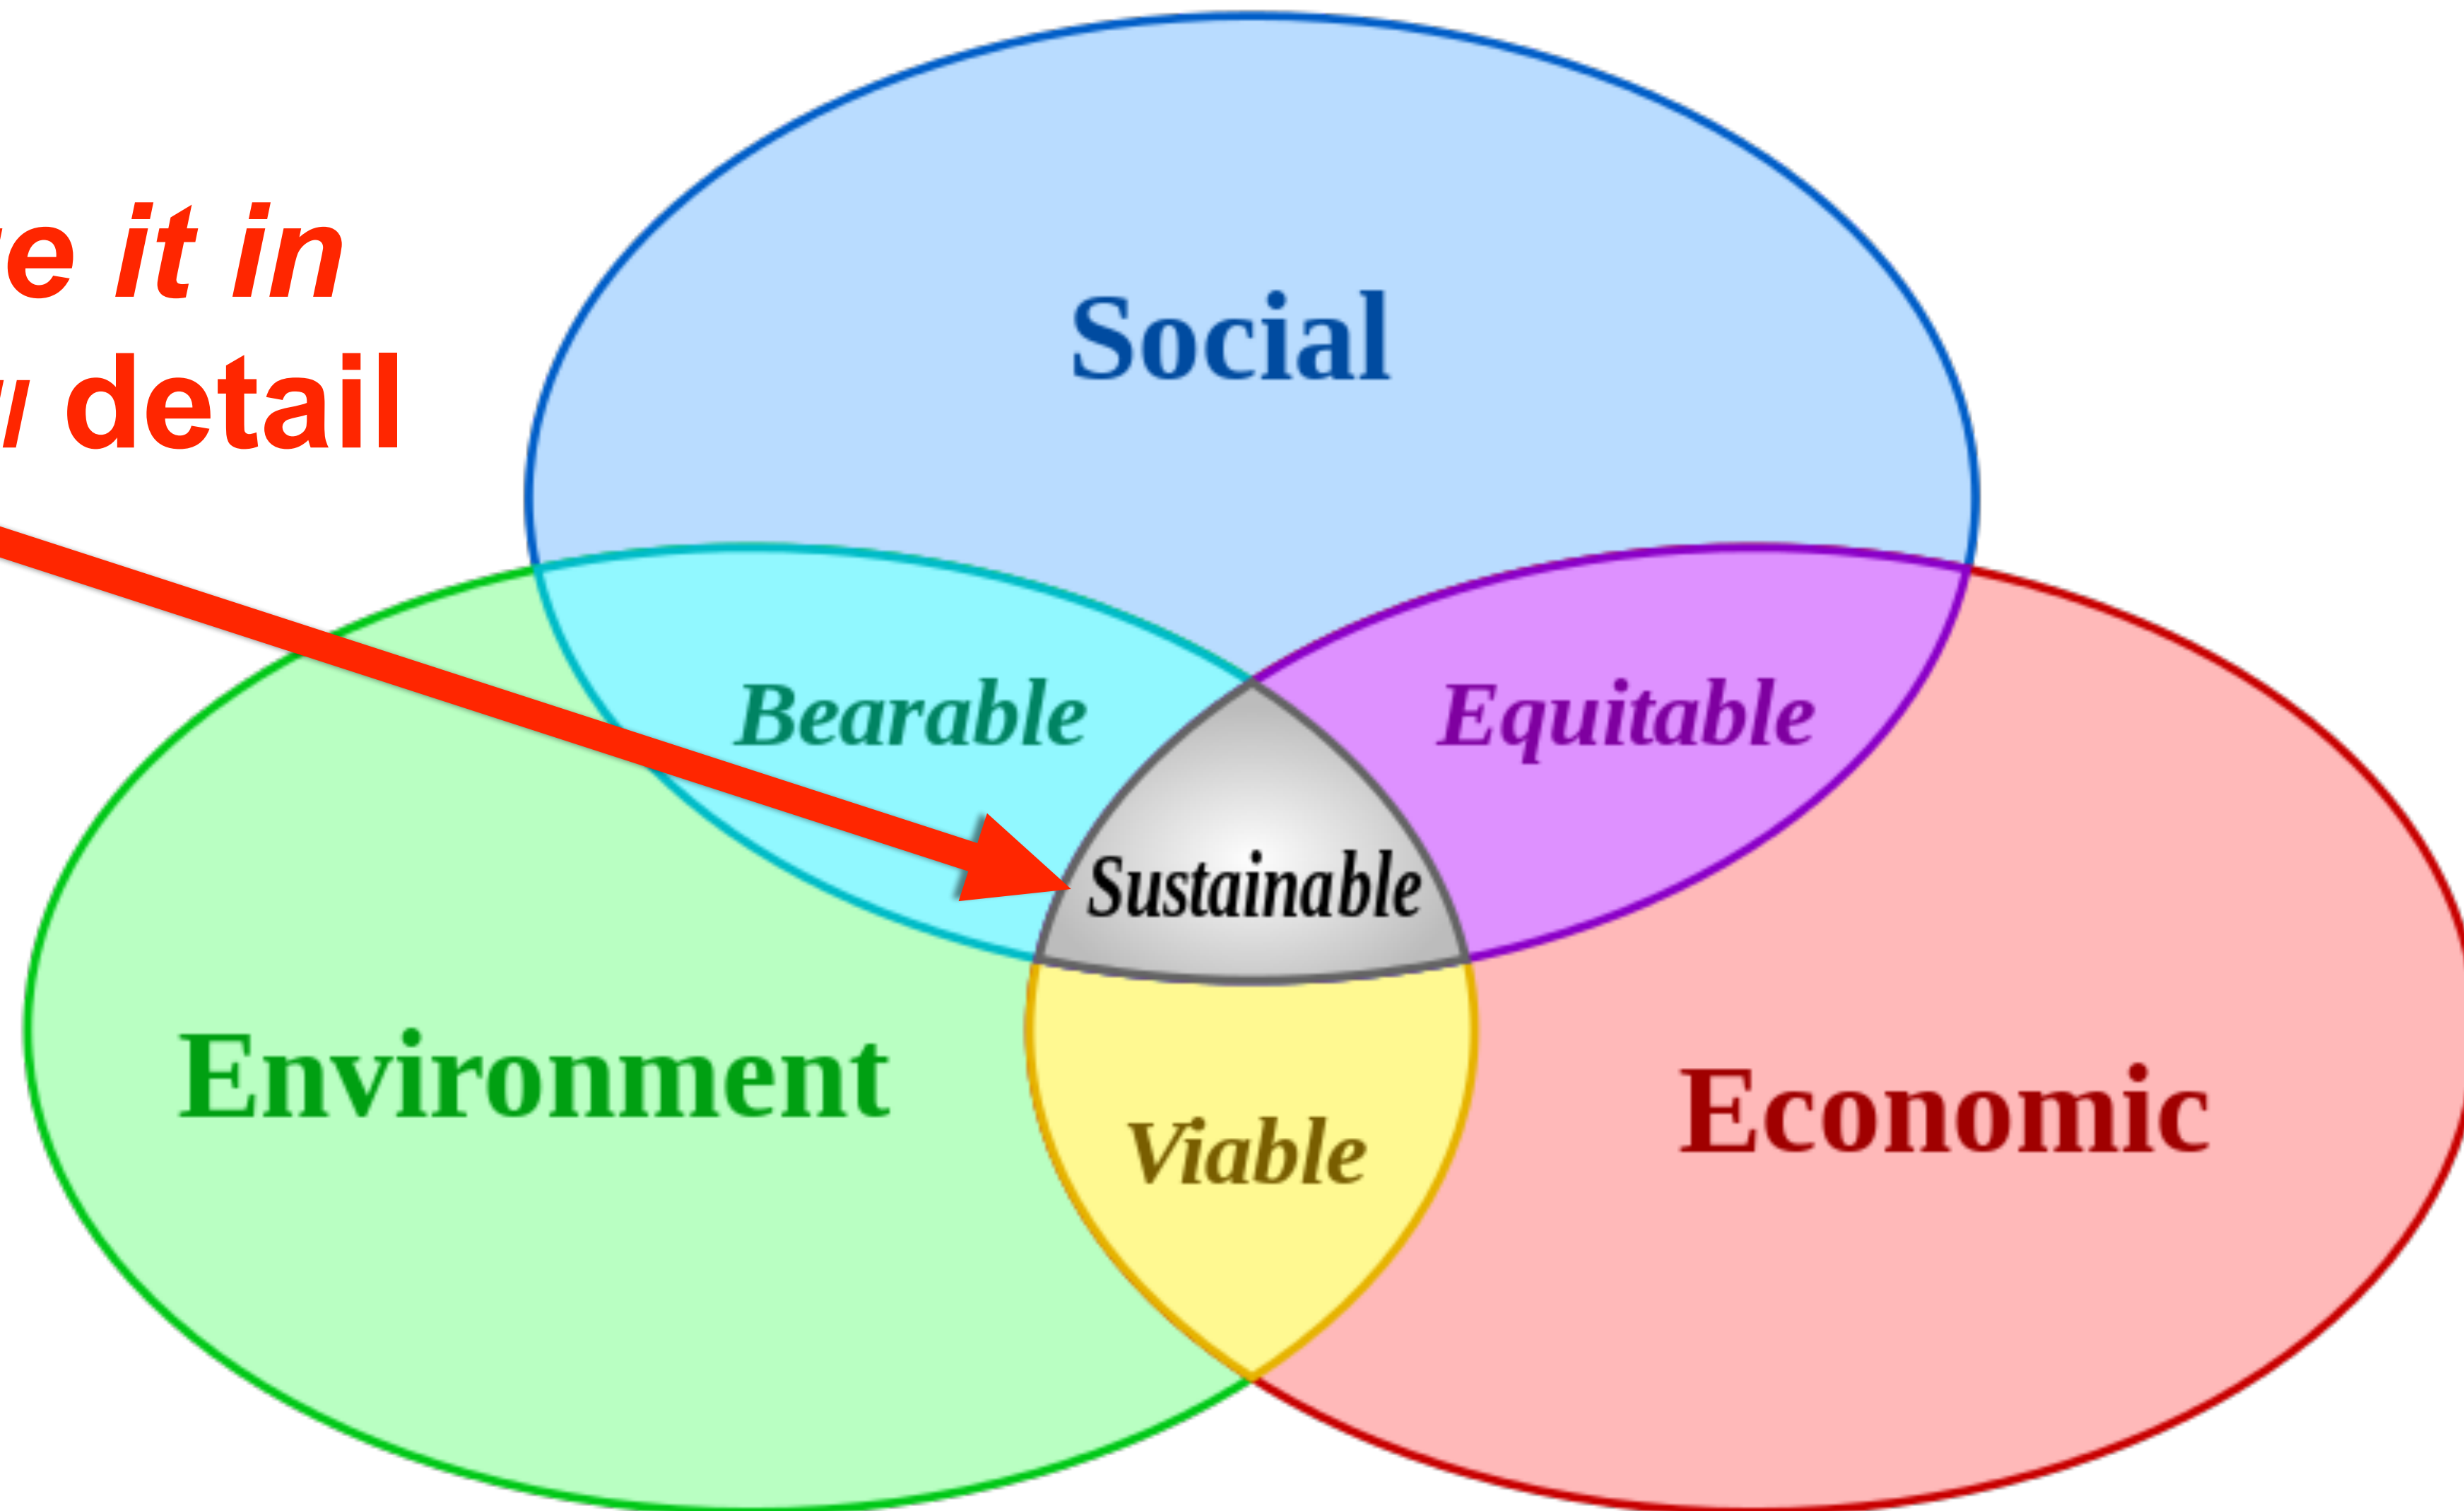 it in
detail
Social
Bearable
Equitable
Sustainable
Environment
Economic
Viable